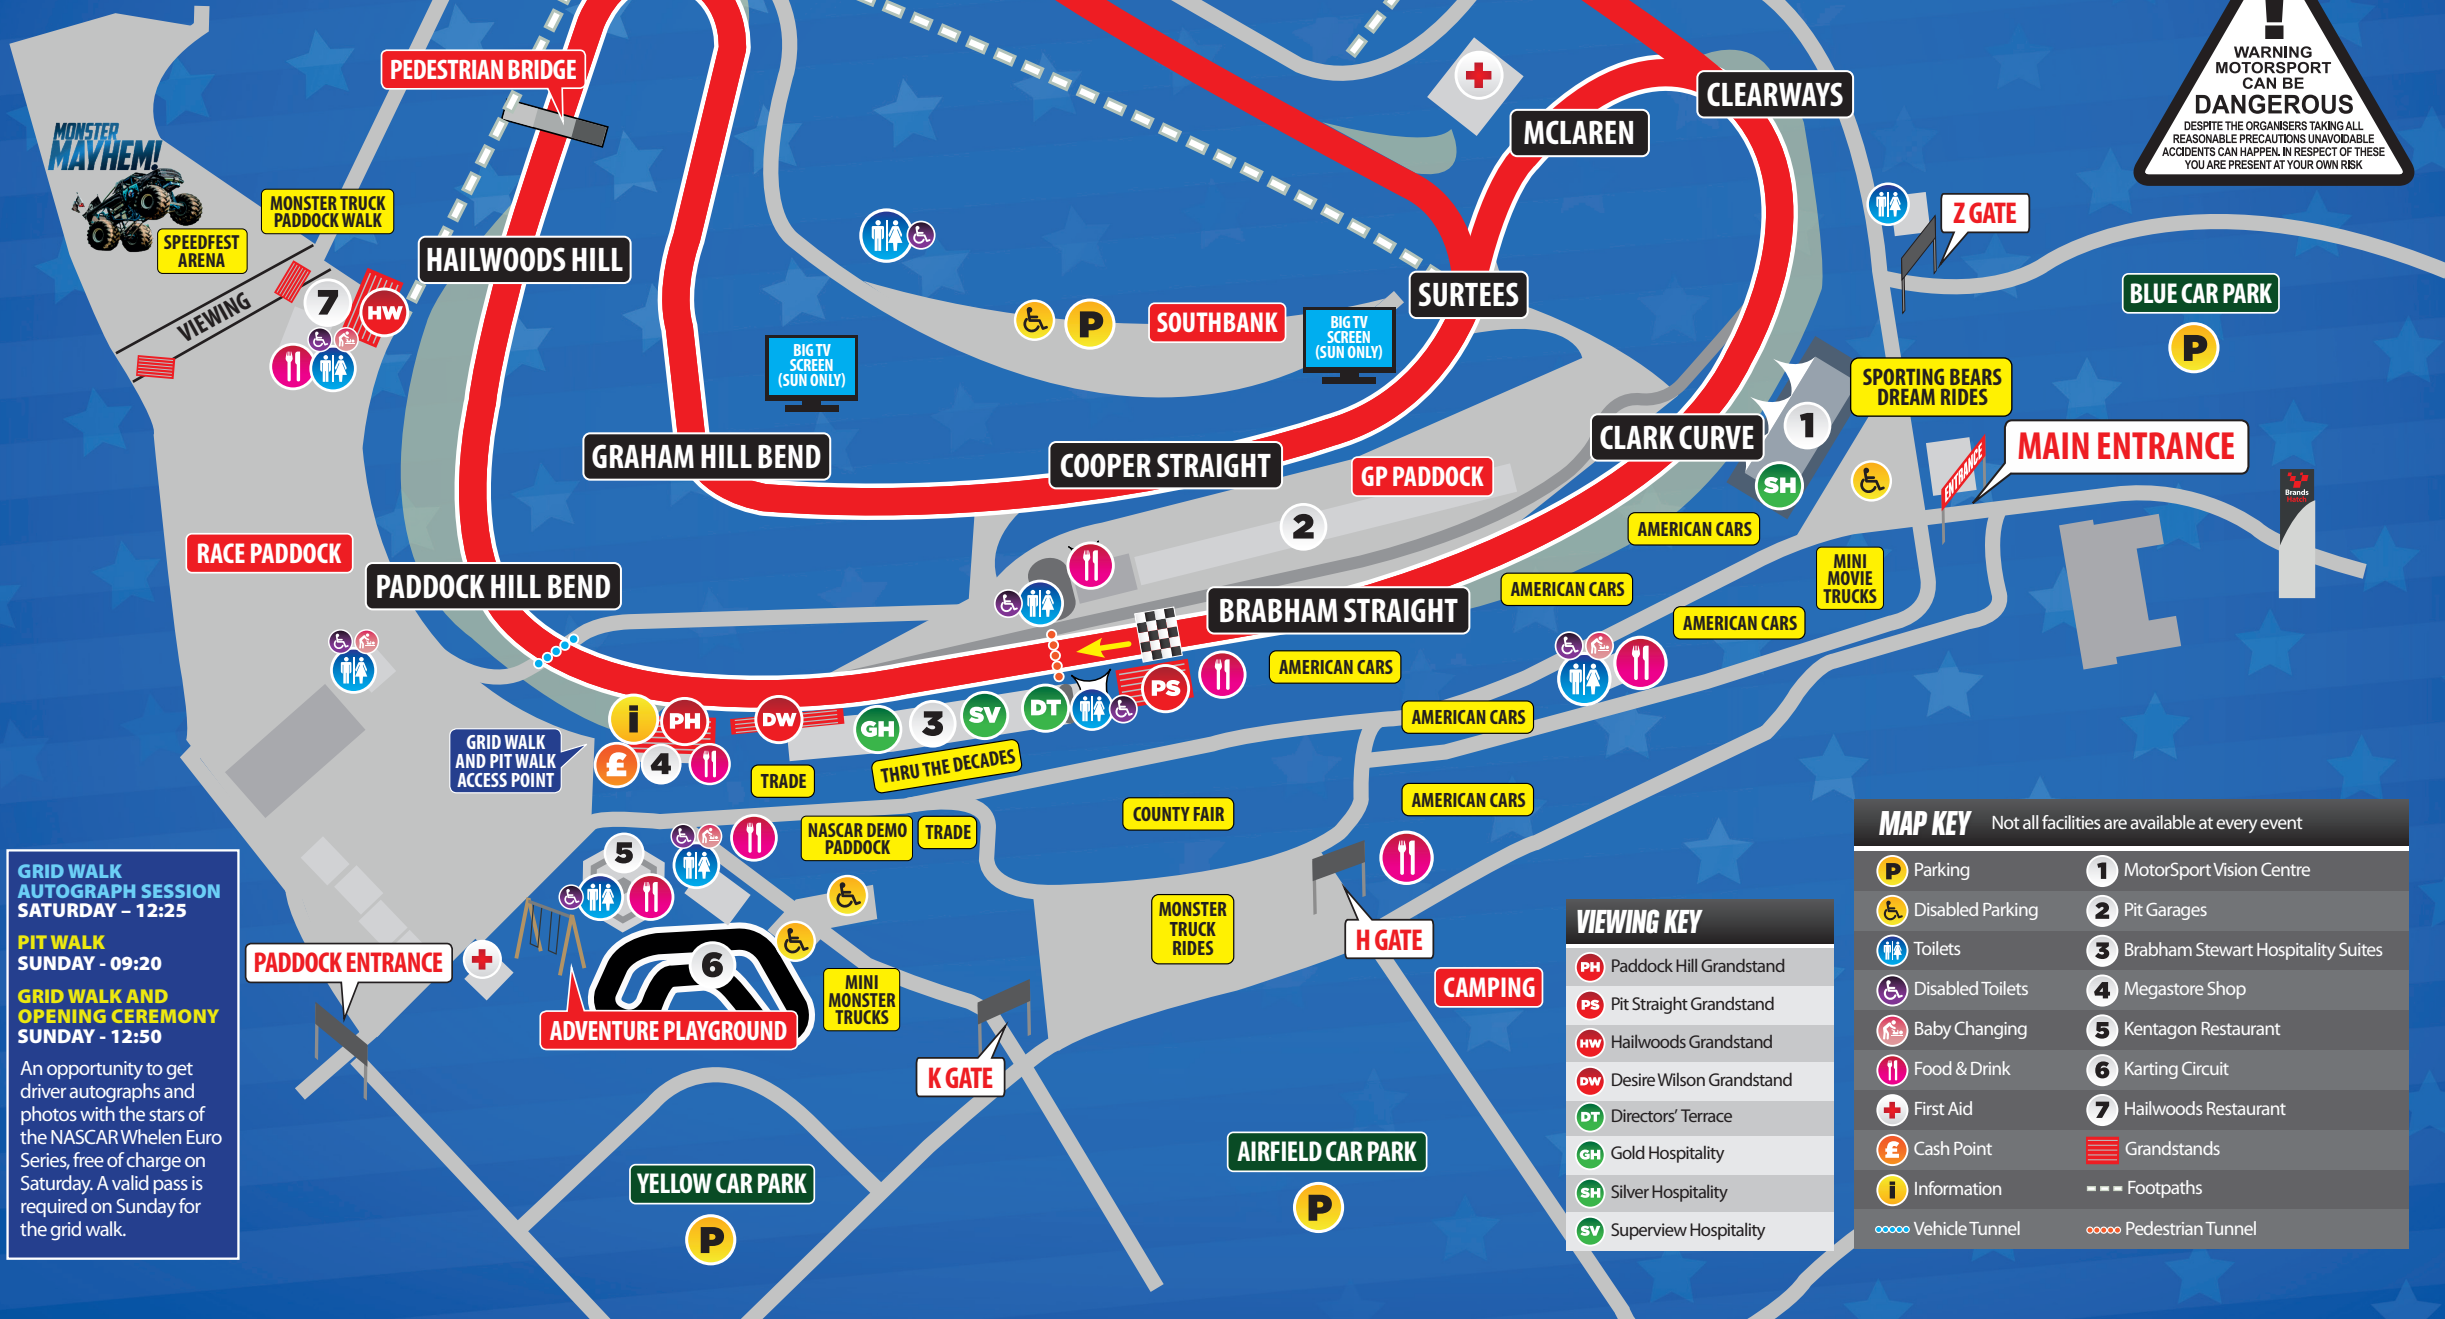 PEDESTRIAN BRIDGE
CLEARWAYS
MCLAREN
!
WARNING
MOTORSPORT
CAN BE
DANGEROUS
DESPITE THE ORGANISERS TAKING ALL
REASONABLE PRECAUTIONS UNAVOIDABLE
ACCIDENTS CAN HAPPEN. IN RESPECT OF THESE
YOU ARE PRESENT AT YOUR OWN RISK
MONSTER
MAYHEM!
MONSTER TRUCK
PADDOCK WALK
SPEEDFEST
ARENA
HAILWOODS HILL
Z GATE
VIEWING
7
HW
P
SOUTHBANK
BIG TV
SCREEN
(SUN ONLY)
SURTEES
BLUE CAR PARK
P
BIG TV
SCREEN
(SUN ONLY)
SPORTING BEARS
DREAM RIDES
1
CLARK CURVE
MAIN ENTRANCE
ENTRANCE
GRAHAM HILL BEND
COOPER STRAIGHT
GP PADDOCK
SH
Brands
Hatch
2
AMERICAN CARS
RACE PADDOCK
PADDOCK HILL BEND
MINI
MOVIE
TRUCKS
AMERICAN CARS
BRABHAM STRAIGHT
AMERICAN CARS
AMERICAN CARS
PS
i
PH
DW
GH
3
SV
DT
AMERICAN CARS
GRID WALK
AND PIT WALK
ACCESS POINT
£
4
TRADE
THRU THE DECADES
COUNTY FAIR
AMERICAN CARS
NASCAR DEMO
PADDOCK
TRADE
5
MONSTER
TRUCK
RIDES
H GATE
CAMPING
PADDOCK ENTRANCE
6
MINI
MONSTER
TRUCKS
ADVENTURE PLAYGROUND
K GATE
YELLOW CAR PARK
P
AIRFIELD CAR PARK
P
GRID WALK
AUTOGRAPH SESSION
SATURDAY – 12:25
PIT WALK
SUNDAY - 09:20
GRID WALK AND
OPENING CEREMONY
SUNDAY - 12:50
An opportunity to get
driver autographs and
photos with the stars of
the NASCAR Whelen Euro
Series, free of charge on
Saturday. A valid pass is
required on Sunday for
the grid walk.
VIEWING KEY
PH Paddock Hill Grandstand
PS Pit Straight Grandstand
HW Hailwoods Grandstand
DW Desire Wilson Grandstand
DT Directors' Terrace
GH Gold Hospitality
SH Silver Hospitality
SV Superview Hospitality
MAP KEY Not all facilities are available at every event
P Parking
Disabled Parking
Toilets
Disabled Toilets
Baby Changing
Food & Drink
First Aid
£ Cash Point
i Information
Vehicle Tunnel
1 MotorSport Vision Centre
2 Pit Garages
3 Brabham Stewart Hospitality Suites
4 Megastore Shop
5 Kentagon Restaurant
6 Karting Circuit
7 Hailwoods Restaurant
Grandstands
Footpaths
Pedestrian Tunnel